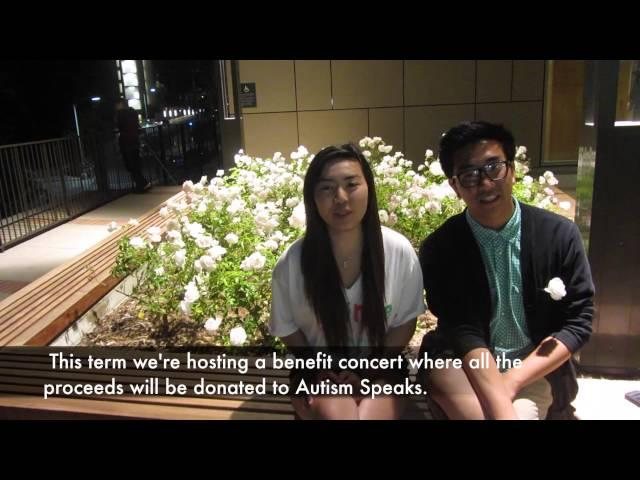 This term we're hosting a benefit concert where all the
proceeds will be donated to Autism Speaks.